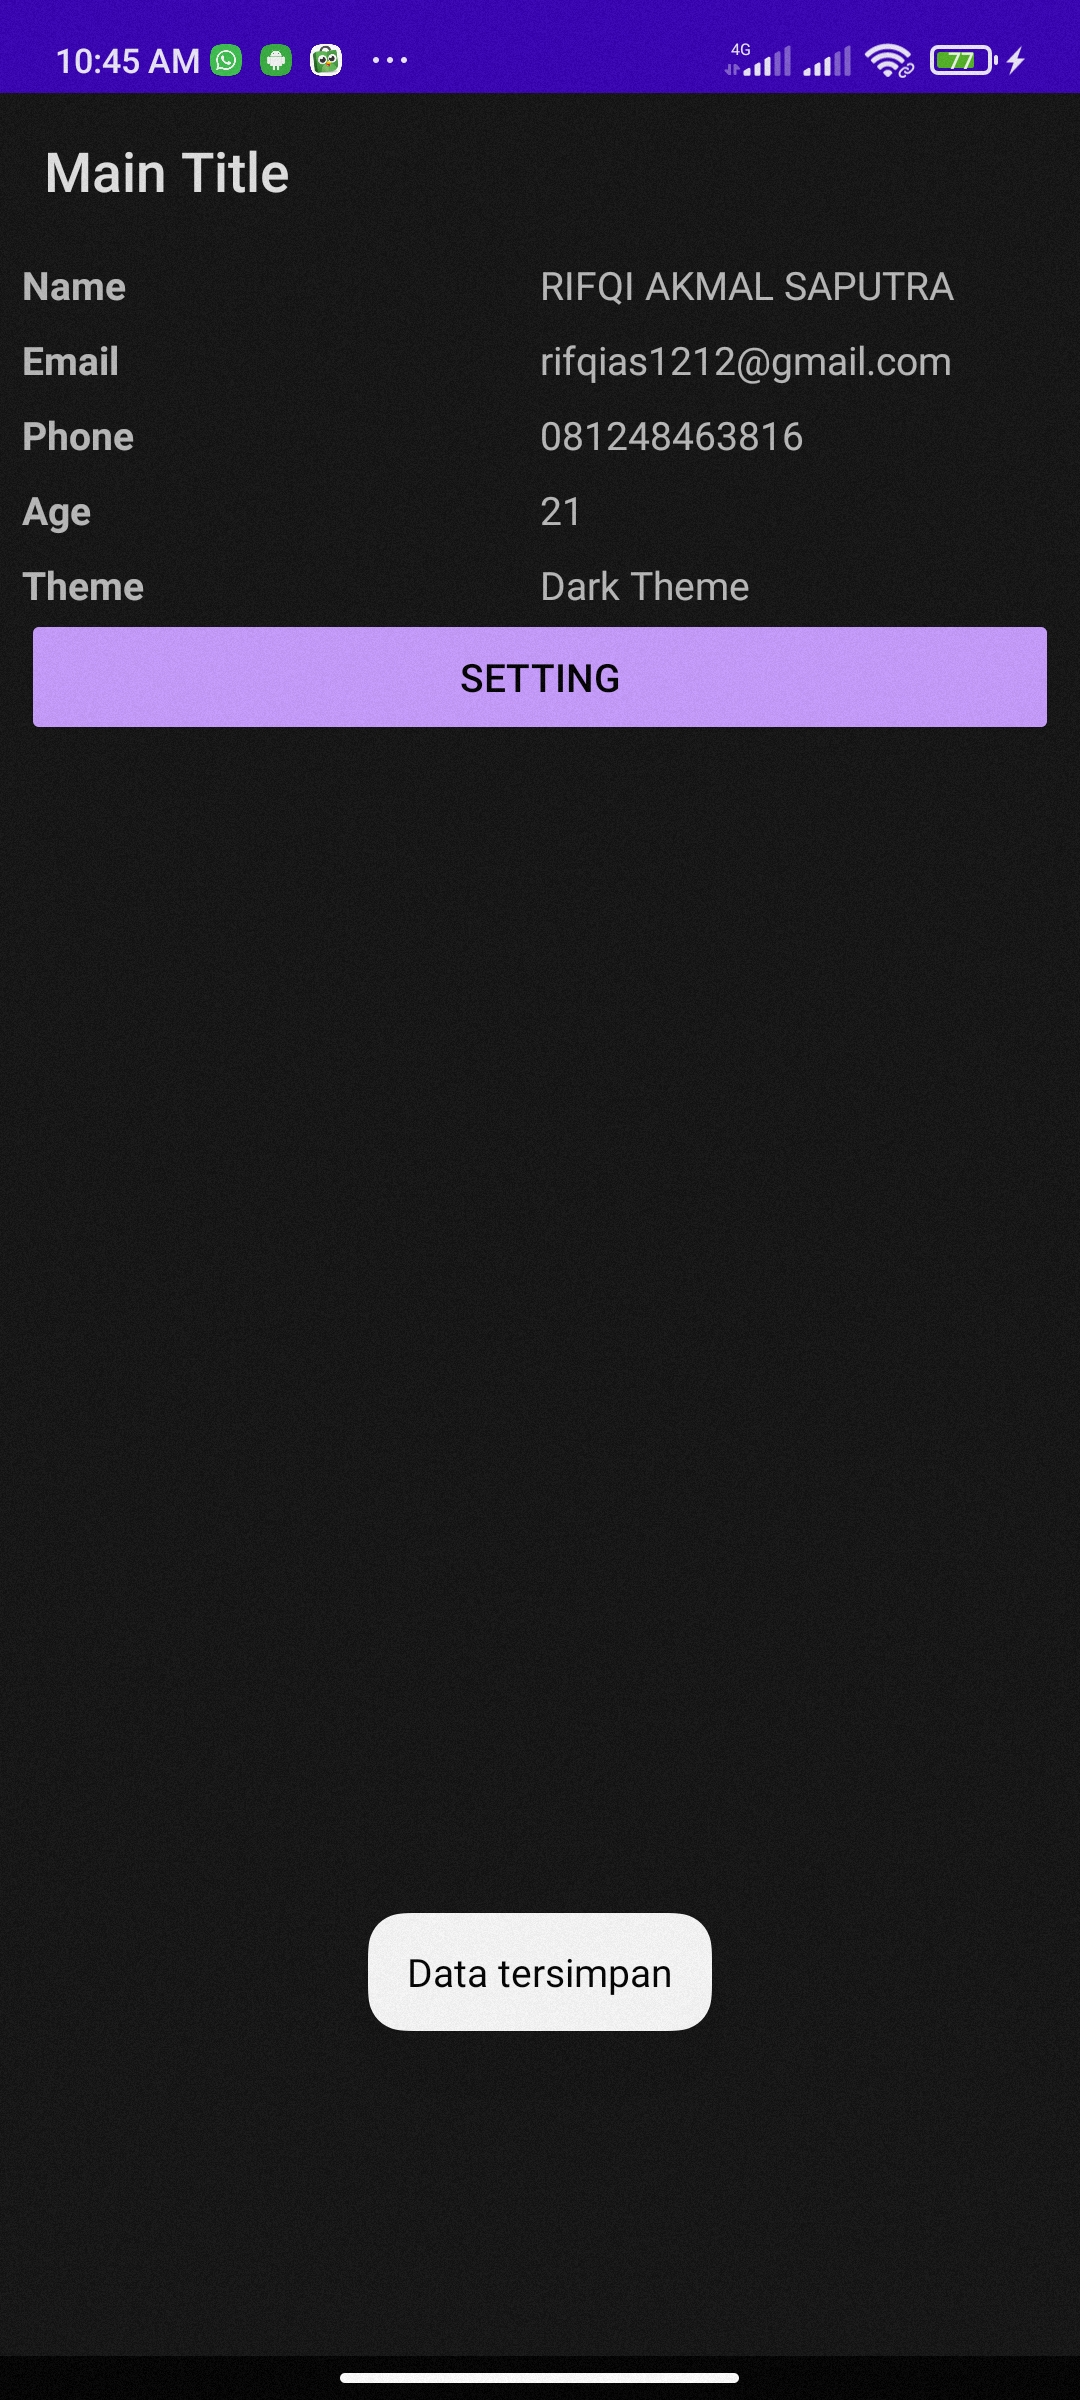 10:45 AM 4G 77
Main Title
Name RIFQI AKMAL SAPUTRA
Email rifqias1212@gmail.com
Phone 081248463816
Age 21
Theme Dark Theme
SETTING
Data tersimpan